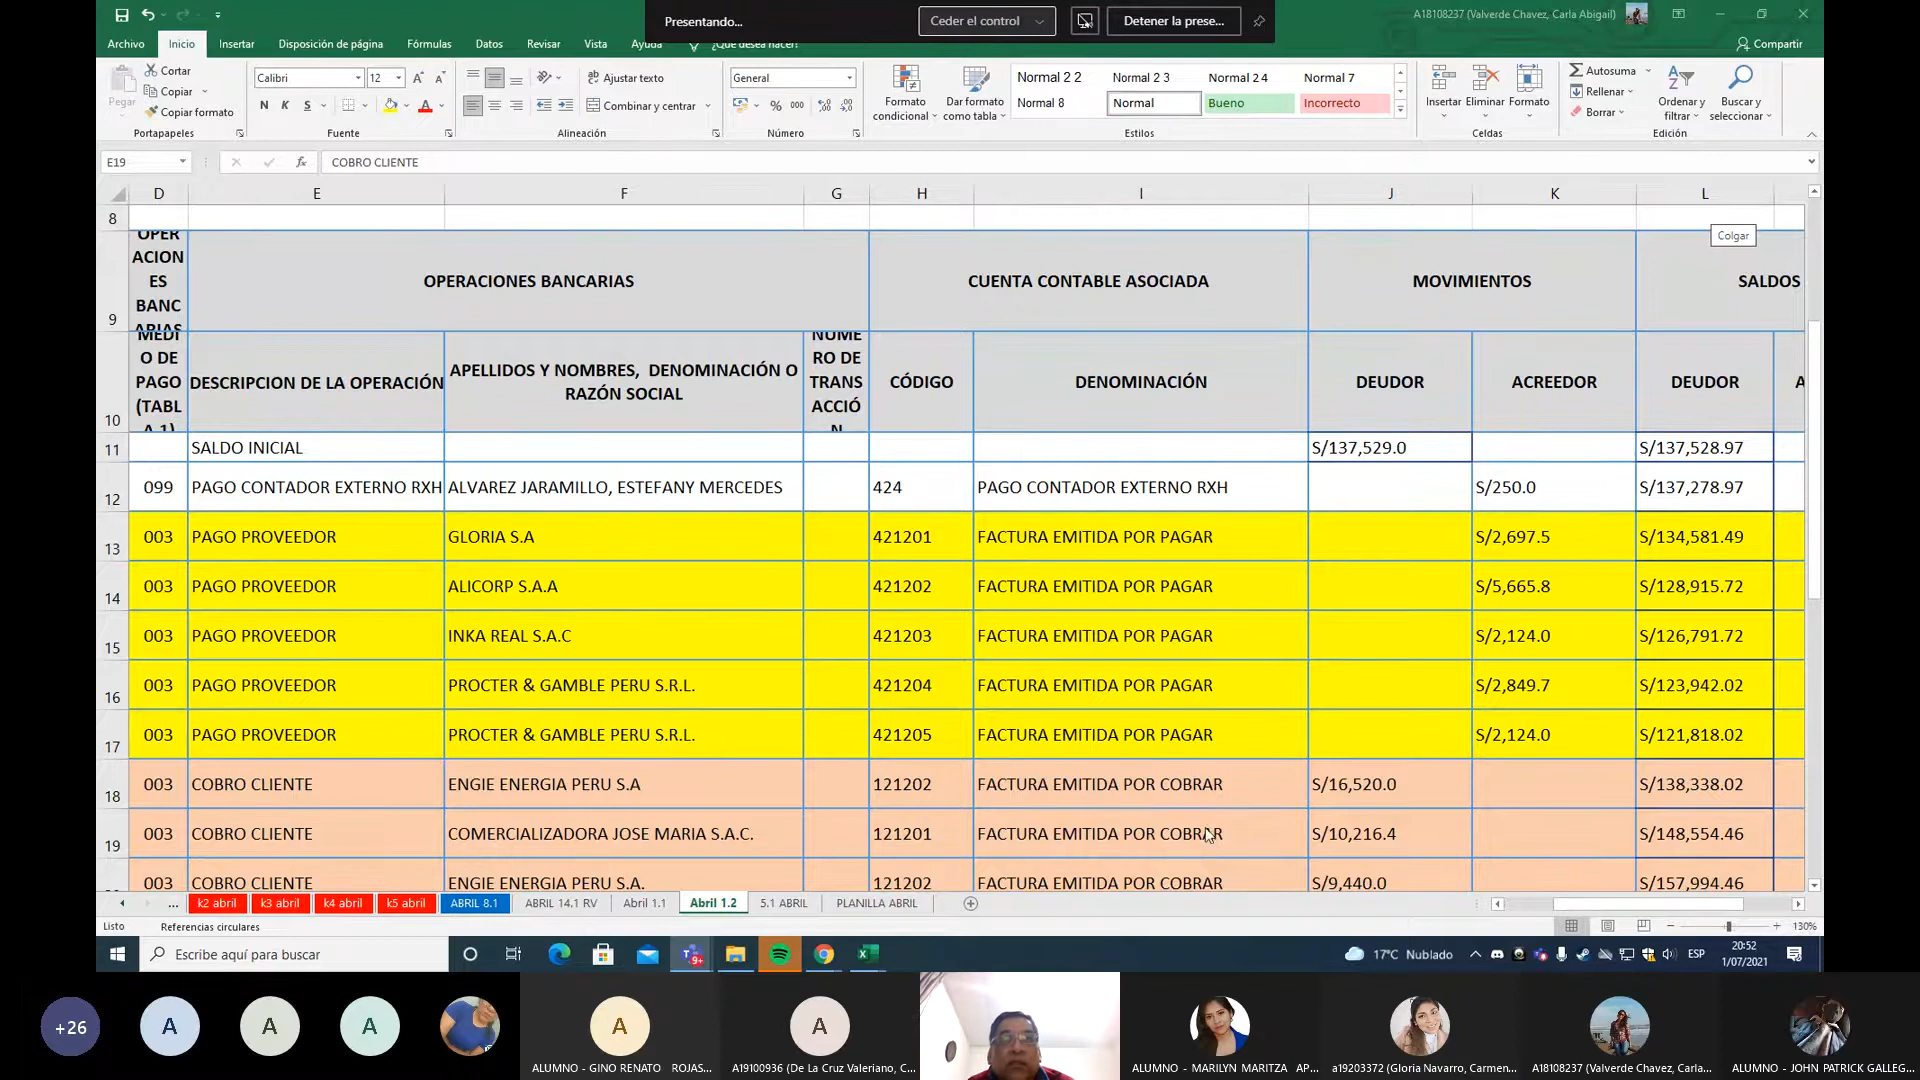 Presentando...
Ceder el control
Detener la prese...
A18108237 (Valverde Chavez, Carla Abigail)
Archivo Inicio Insertar Disposición de página Fórmulas Datos Revisar Vista Ayuda ¿Qué desea hacer?
Compartir
Pegar
Cortar
Copiar
Copiar formato
Portapapeles
Calibri 12
N K S
Fuente
Ajustar texto
Combinar y centrar
Alineación
General
% 000
Número
Formato condicional
Dar formato como tabla
Normal 2 2 Normal 2 3 Normal 2 4 Normal 7
Normal 8 Normal Bueno Incorrecto
Estilos
Insertar Eliminar Formato
Celdas
Autosuma
Rellenar
Borrar
Ordenar y filtrar
Buscar y seleccionar
Edición
E19 fx COBRO CLIENTE
D E F G H I J K L
8
Colgar
9 OPERACIONES BANCARIAS OPERACIONES BANCARIAS CUENTA CONTABLE ASOCIADA MOVIMIENTOS SALDOS
10 MEDIO DE PAGO (TABLA 1) DESCRIPCION DE LA OPERACIÓN APELLIDOS Y NOMBRES, DENOMINACIÓN O RAZÓN SOCIAL NUMERO DE TRANSACCIÓN CÓDIGO DENOMINACIÓN DEUDOR ACREEDOR DEUDOR A
11 SALDO INICIAL S/137,529.0 S/137,528.97
12 099 PAGO CONTADOR EXTERNO RXH ALVAREZ JARAMILLO, ESTEFANY MERCEDES 424 PAGO CONTADOR EXTERNO RXH S/250.0 S/137,278.97
13 003 PAGO PROVEEDOR GLORIA S.A 421201 FACTURA EMITIDA POR PAGAR S/2,697.5 S/134,581.49
14 003 PAGO PROVEEDOR ALICORP S.A.A 421202 FACTURA EMITIDA POR PAGAR S/5,665.8 S/128,915.72
15 003 PAGO PROVEEDOR INKA REAL S.A.C 421203 FACTURA EMITIDA POR PAGAR S/2,124.0 S/126,791.72
16 003 PAGO PROVEEDOR PROCTER & GAMBLE PERU S.R.L. 421204 FACTURA EMITIDA POR PAGAR S/2,849.7 S/123,942.02
17 003 PAGO PROVEEDOR PROCTER & GAMBLE PERU S.R.L. 421205 FACTURA EMITIDA POR PAGAR S/2,124.0 S/121,818.02
18 003 COBRO CLIENTE ENGIE ENERGIA PERU S.A 121202 FACTURA EMITIDA POR COBRAR S/16,520.0 S/138,338.02
19 003 COBRO CLIENTE COMERCIALIZADORA JOSE MARIA S.A.C. 121201 FACTURA EMITIDA POR COBRAR S/10,216.4 S/148,554.46
003 COBRO CLIENTE ENGIE ENERGIA PERU S.A. 121202 FACTURA EMITIDA POR COBRAR S/9,440.0 S/157,994.46
... k2 abril k3 abril k4 abril k5 abril ABRIL 8.1 ABRIL 14.1 RV Abril 1.1 Abril 1.2 5.1 ABRIL PLANILLA ABRIL
Listo Referencias circulares 130%
Escribe aquí para buscar
9+
17°C Nublado
ESP
20:52
1/07/2021
+26 A A A A A
ALUMNO - GINO RENATO ROJAS...
A19100936 (De La Cruz Valeriano, C...
ALUMNO - MARILYN MARITZA AP...
a19203372 (Gloria Navarro, Carmen...
A18108237 (Valverde Chavez, Carla...
ALUMNO - JOHN PATRICK GALLEG...